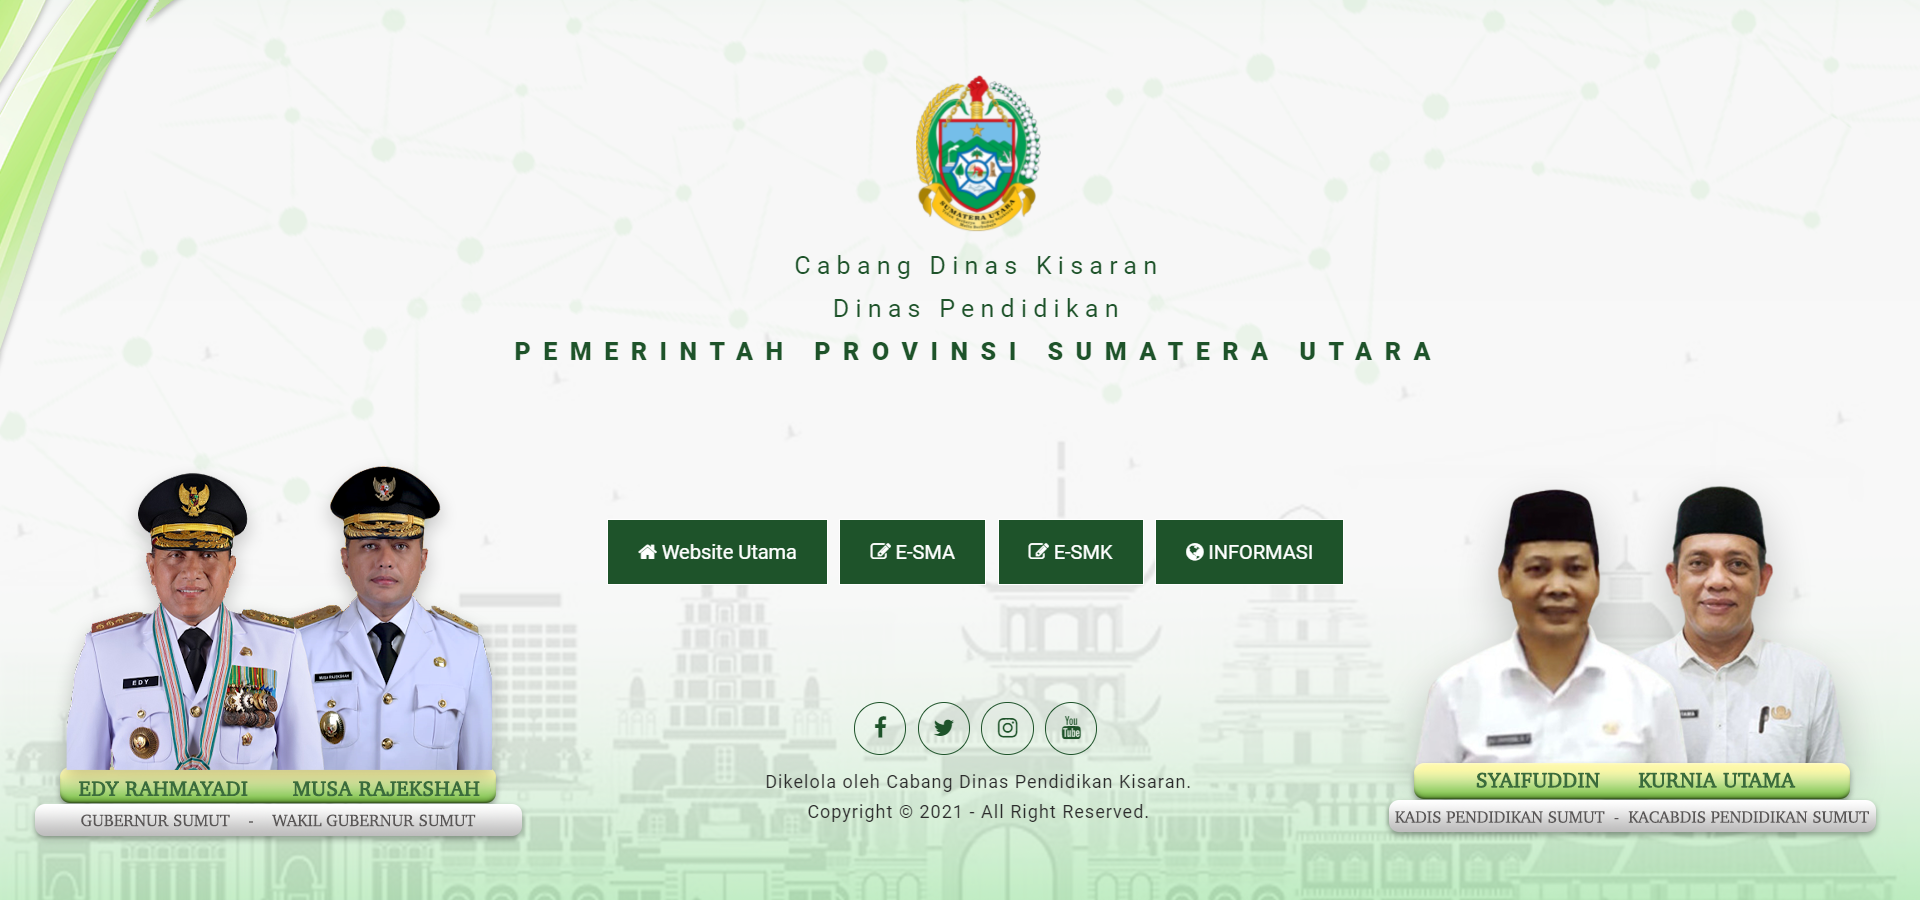 SUMATERA UTARA
Cabang Dinas Kisaran
Dinas Pendidikan
PEMERINTAH PROVINSI SUMATERA UTARA
Website Utama
E-SMA
E-SMK
INFORMASI
EDY
MUSA RAJEKSHAH
You
Tube
EDY RAHMAYADI MUSA RAJEKSHAH
GUBERNUR SUMUT - WAKIL GUBERNUR SUMUT
Dikelola oleh Cabang Dinas Pendidikan Kisaran.
Copyright © 2021 - All Right Reserved.
SYAIFUDDIN KURNIA UTAMA
KADIS PENDIDIKAN SUMUT - KACABDIS PENDIDIKAN SUMUT